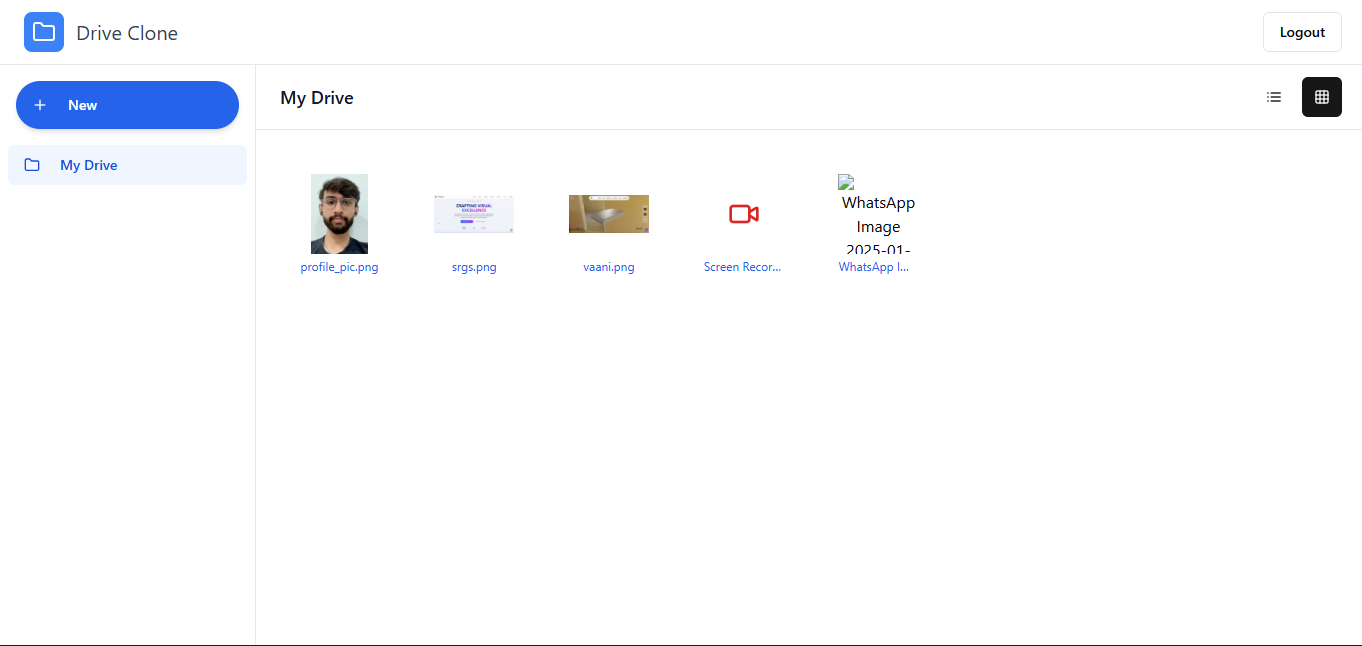 Drive Clone
Logout
New
My Drive
My Drive
CRAFTING VISUAL
EXCELLENCE
WhatsApp
Image
2025-01-
profile_pic.png
srgs.png
vaani.png
Screen Recor...
WhatsApp I...